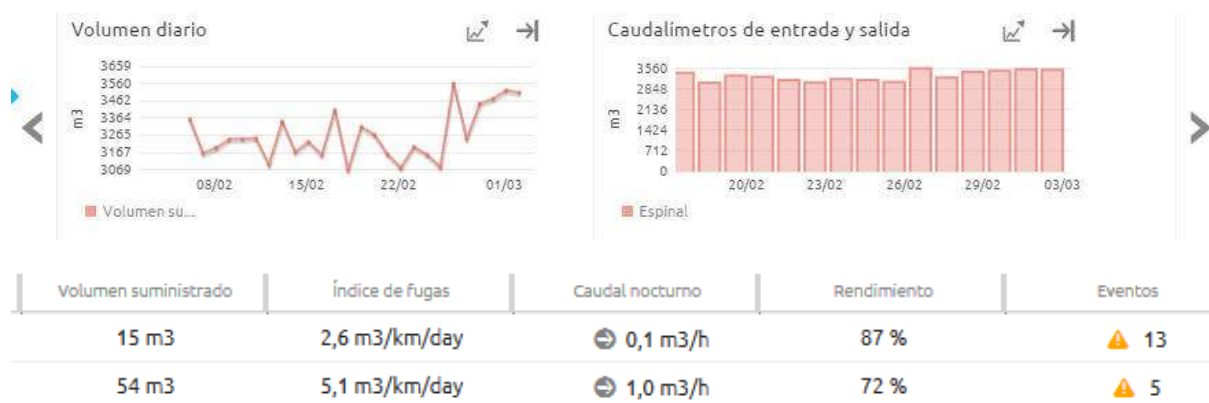 Volumen diario
3659
3560
3462
3364
3265
3167
3069
m3
08/02 15/02 22/02 01/03
Volumen su...
Caudalímetros de entrada y salida
3560
2848
2136
1424
712
0
m3
20/02 23/02 26/02 29/02 03/03
Espinal
Volumen suministrado Índice de fugas Caudal nocturno Rendimiento Eventos
15 m3 2,6 m3/km/day 0,1 m3/h 87 % 13
54 m3 5,1 m3/km/day 1,0 m3/h 72 % 5